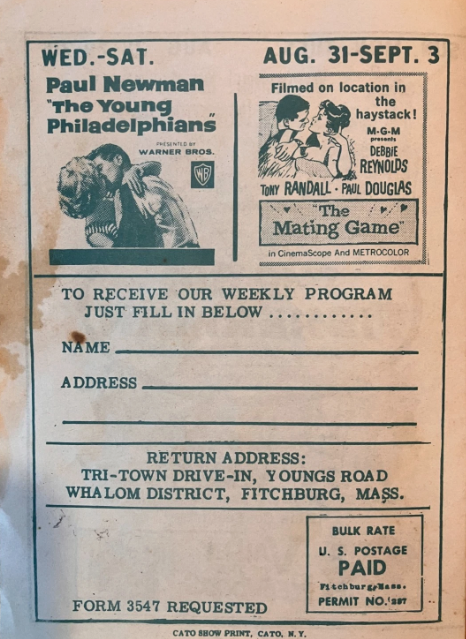 WED.-SAT.
AUG. 31-SEPT. 3
Paul Newman
"The Young
Philadelphians"
PRESENTED BY
WARNER BROS.
WB
Filmed on location in
the
haystack!
M-G-M
presents
DEBBIE
REYNOLDS
TONY RANDALL - PAUL DOUGLAS
"The
Mating Game"
in CinemaScope And METROCOLOR
TO RECEIVE OUR WEEKLY PROGRAM
JUST FILL IN BELOW ............
NAME
ADDRESS
RETURN ADDRESS:
TRI-TOWN DRIVE-IN, YOUNGS ROAD
WHALOM DISTRICT, FITCHBURG, MASS.
BULK RATE
U. S. POSTAGE
PAID
Fitchburg, Mass.
PERMIT NO.
FORM 3547 REQUESTED
CATO SHOW PRINT, CATO, N. Y.